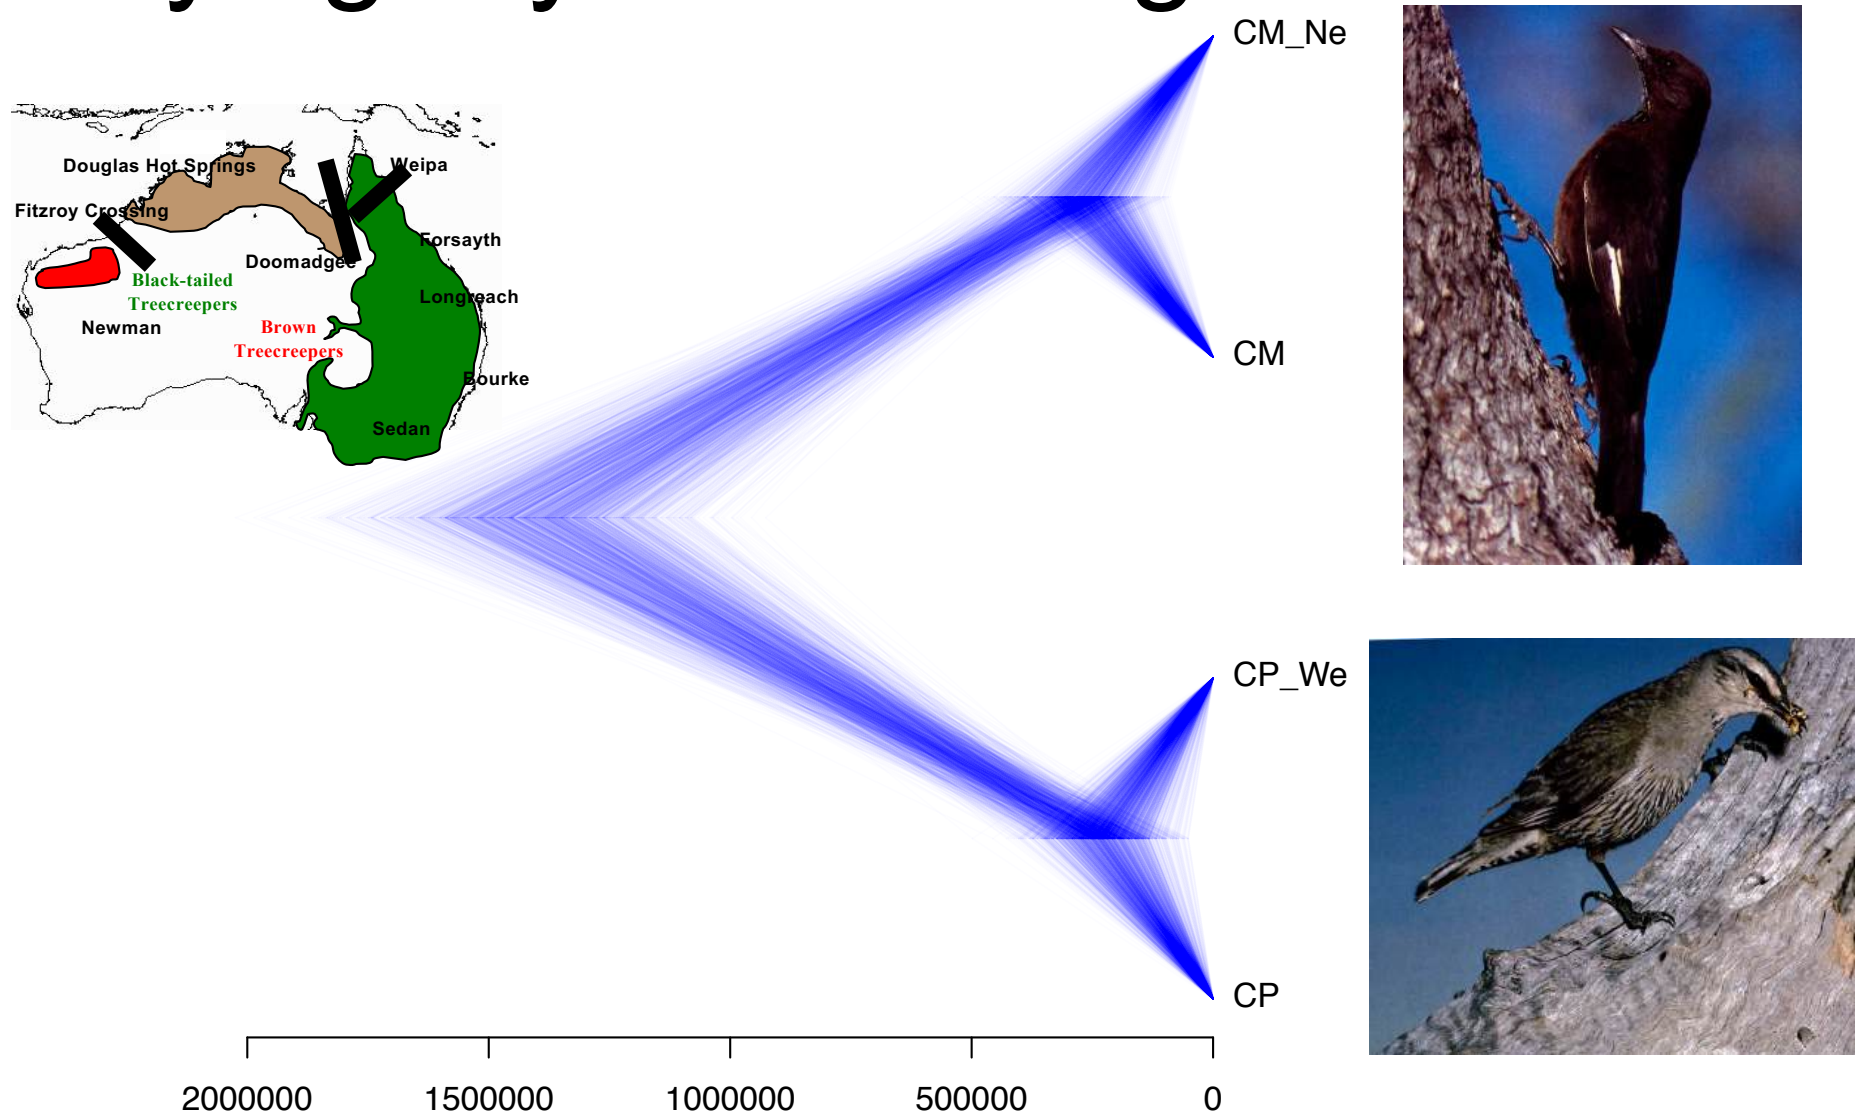 CM_Ne
Douglas Hot Springs
Weipa
Fitzroy Crossing
Forsayth
Doomadgee
Black-tailed
Treecreepers
Longreach
Newman
Brown
Treecreepers
CM
Bourke
Sedan
CP_We
CP
2000000 1500000 1000000 500000 0